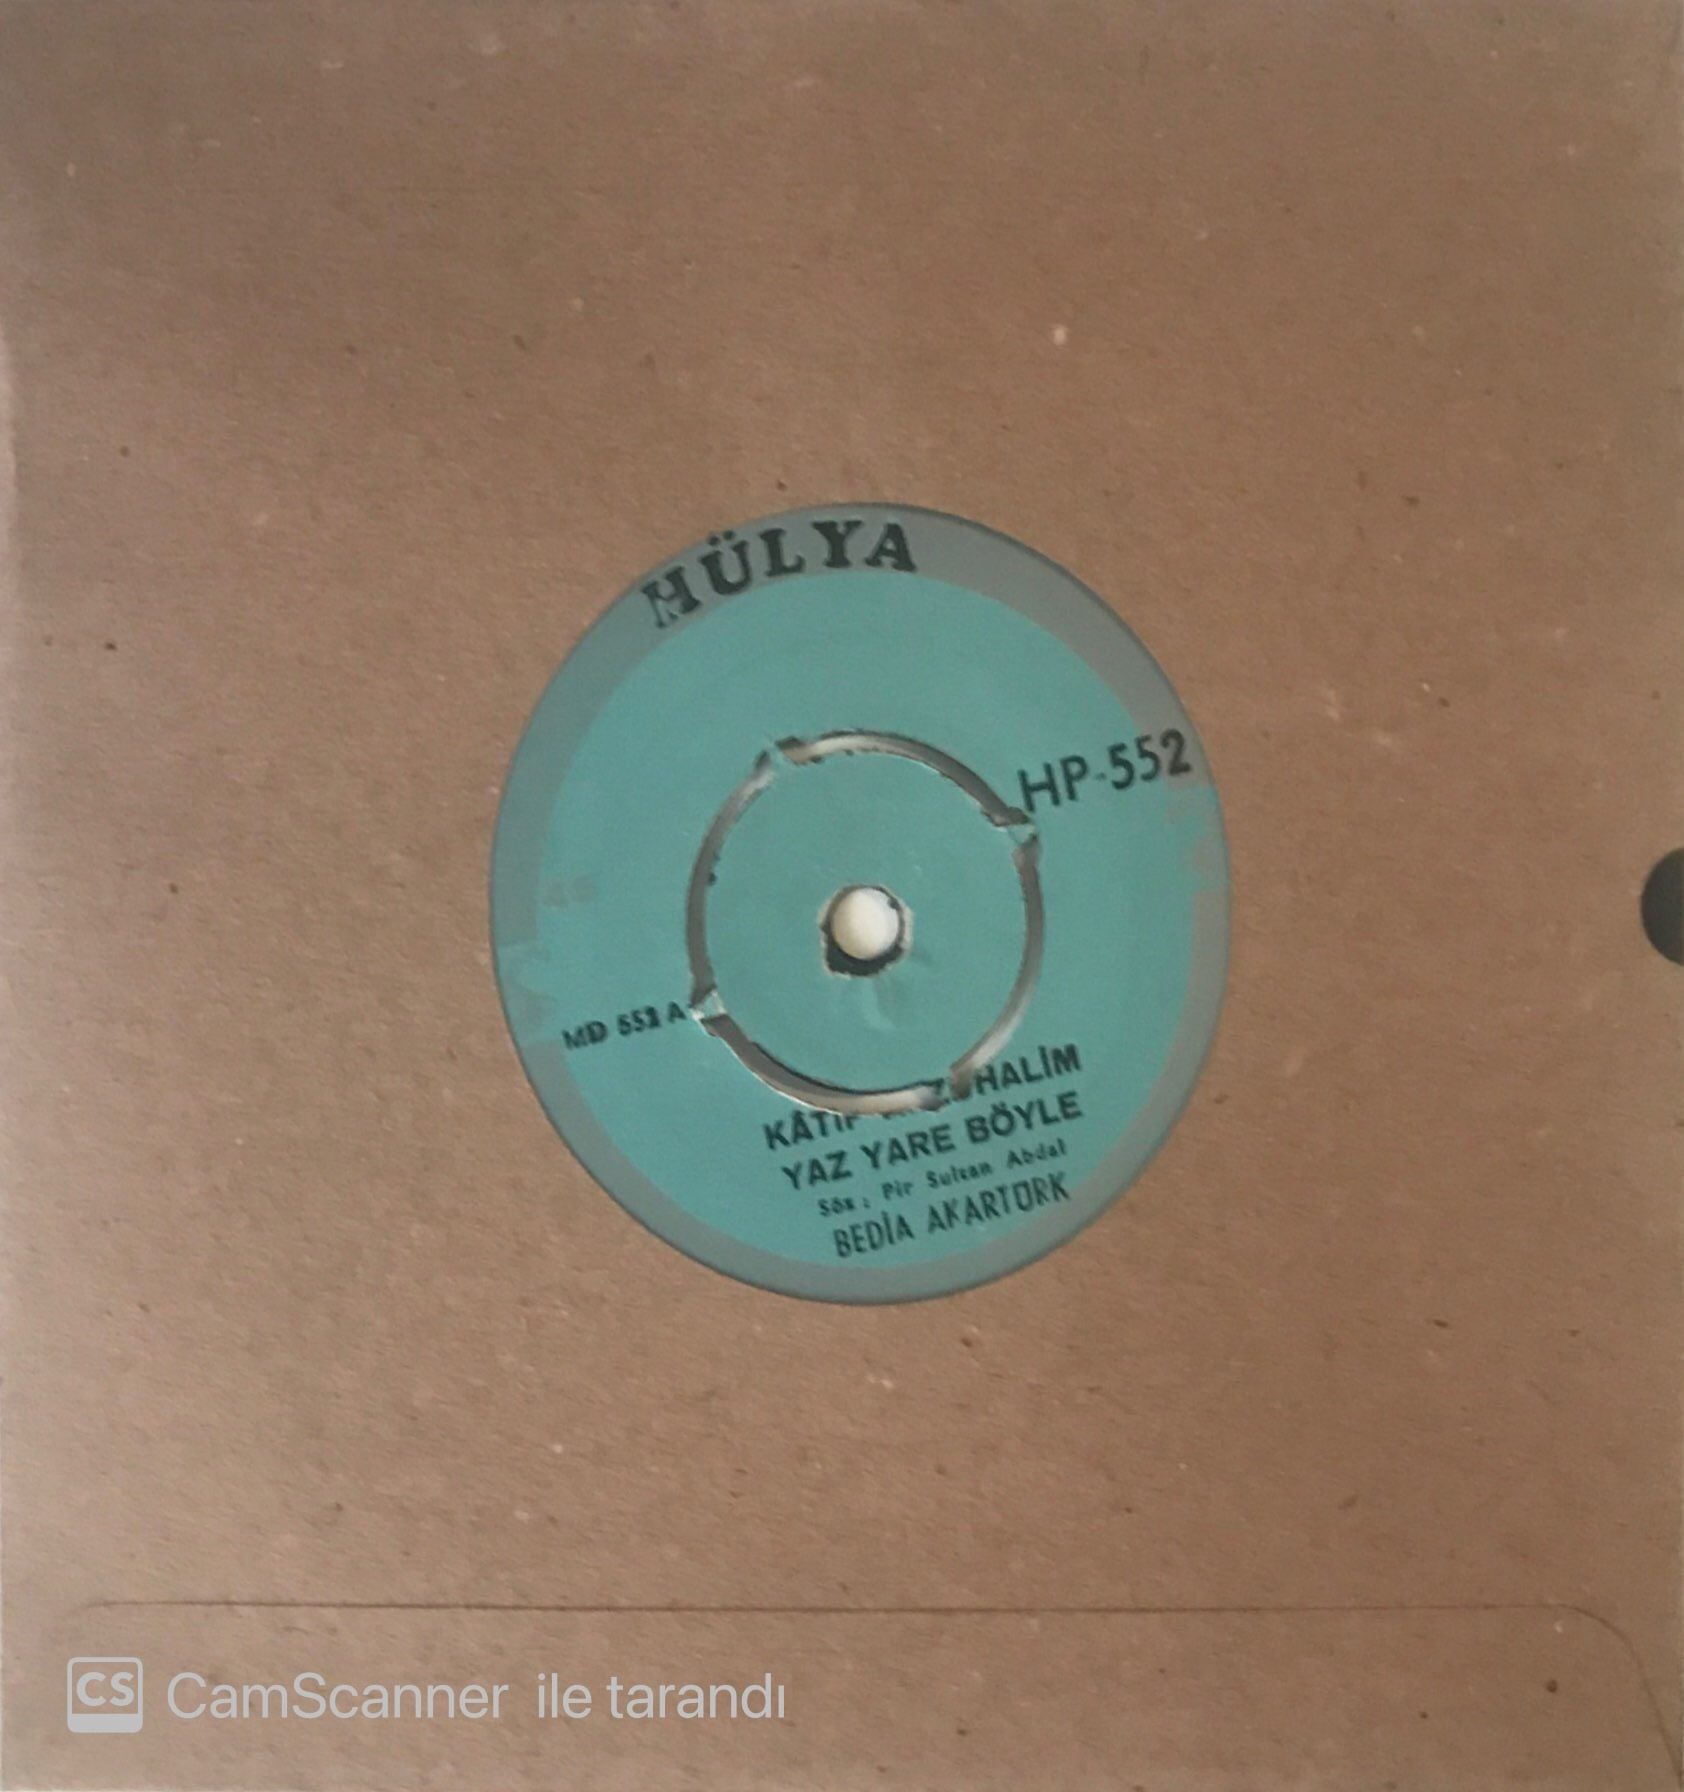 HÜLYA
HP-552
MD 552 A
KÂTİP HALİM
YAZ YARE BÖYLE
Söz : Pir Sultan Abdal
BEDİA AKARTÜRK
CS CamScanner ile tarandı